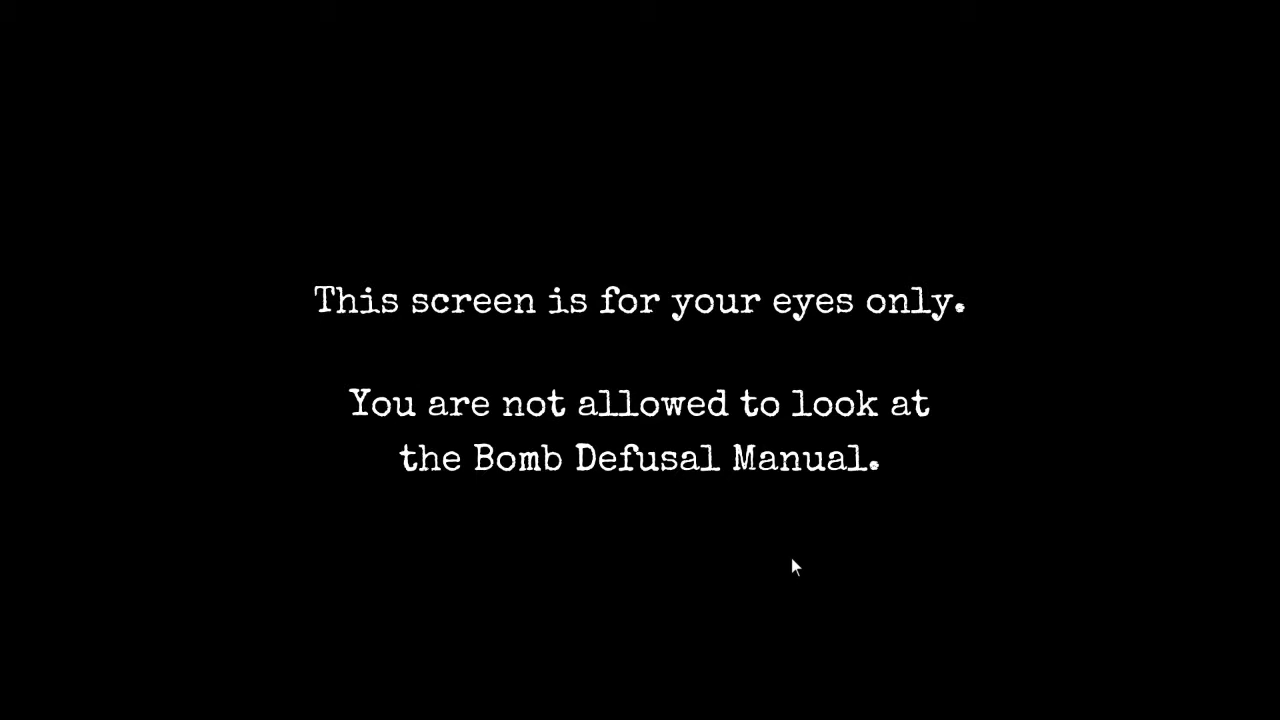 This screen is for your eyes only.
You are not allowed to look at
the Bomb Defusal Manual.